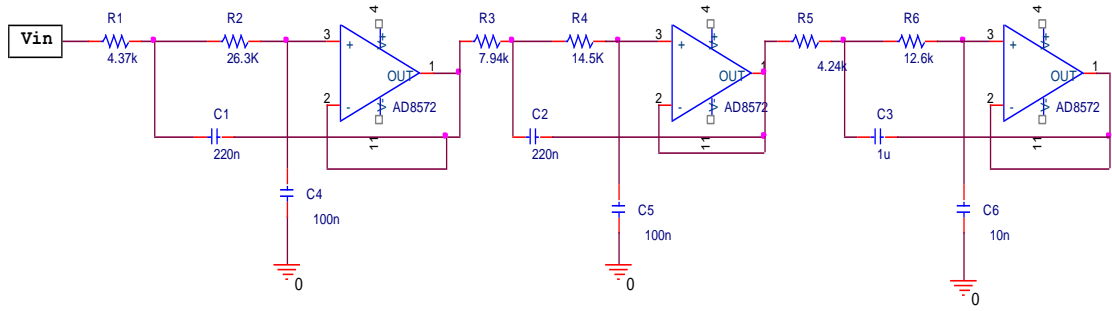 Vin
R1
4.37k
R2
26.3K
C1
220n
C4
100n
0
3
2
4
11
1
+
-
V+
V-
OUT
AD8572
R3
7.94k
R4
14.5K
C2
220n
C5
100n
0
3
2
4
11
1
+
-
V+
V-
OUT
AD8572
R5
4.24k
R6
12.6k
C3
1u
C6
10n
0
3
2
4
11
1
+
-
V+
V-
OUT
AD8572